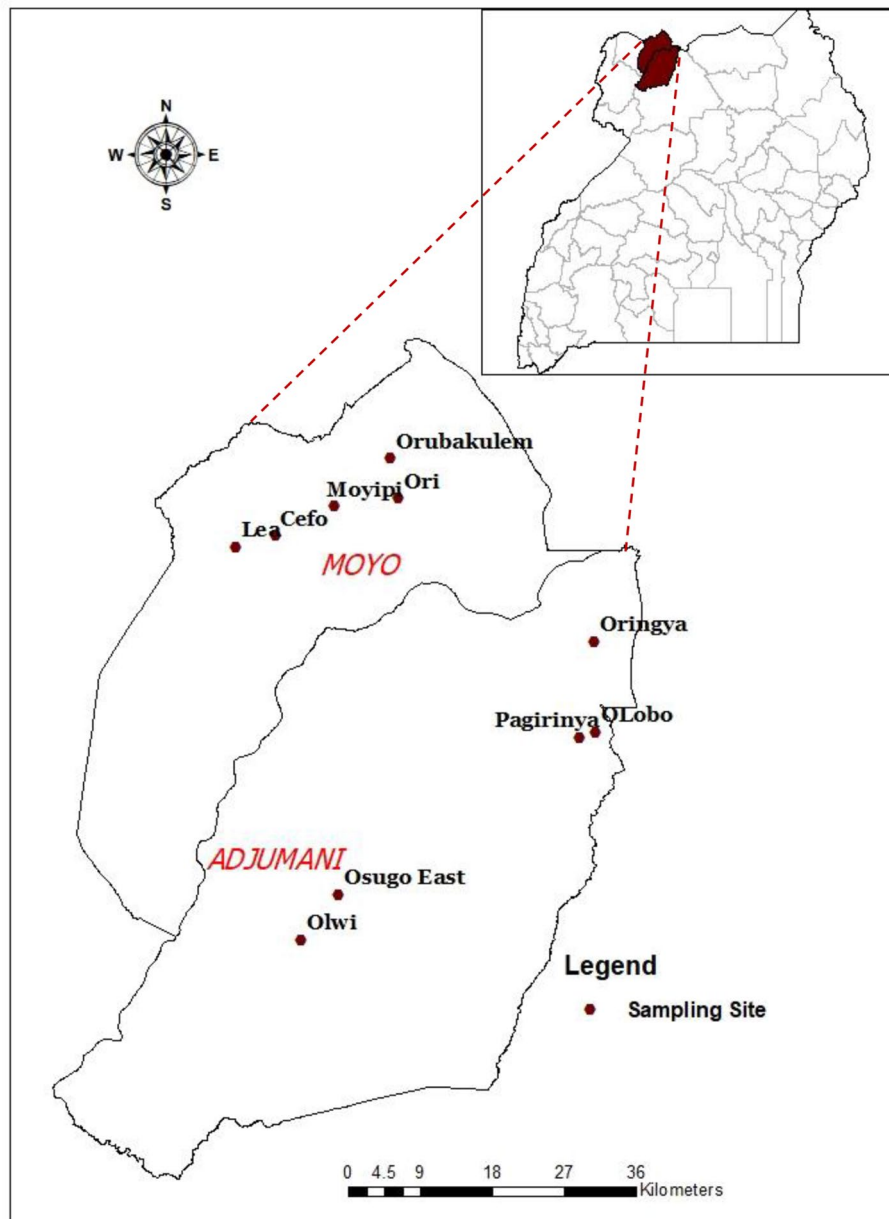 N
W E
S
Orubakulem
Ori
Moyipi
Cefo
Lea
MOYO
Oringya
OLobo
Pagirinya
ADJUMANI
Osugo East
Olwi
Legend
Sampling Site
0 4.5 9 18 27 36
Kilometers